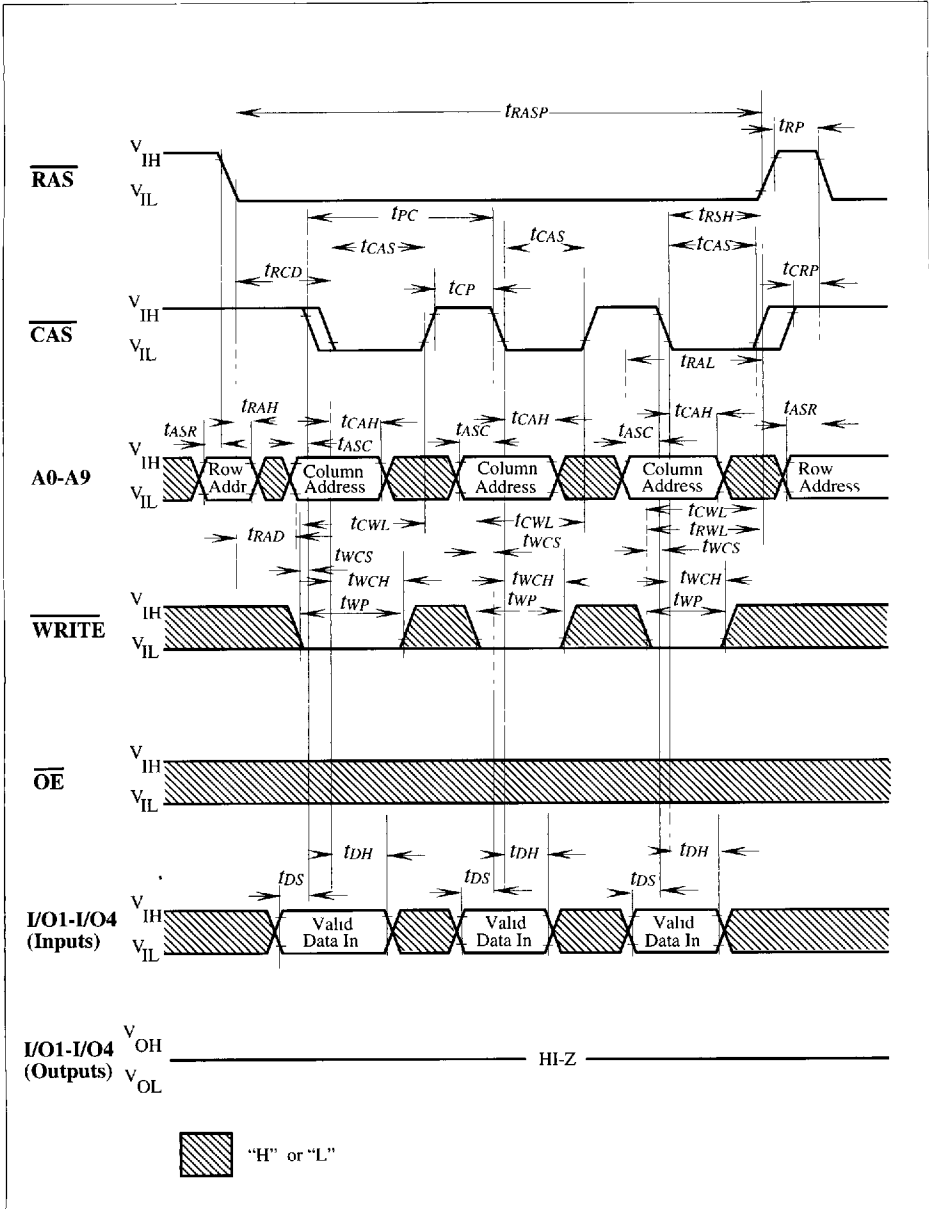 tRASP
tRP
VIH
RAS
VIL
tPC
tRSH
tCAS
tCAS
tCAS
tRCD
tCP
tCRP
VIH
CAS
VIL
tRAL
tRAH
tCAH
tCAH
tCAH
tASR
tASR
tASC
tASC
tASC
VIH
A0-A9
Row Addr
Column Address
Column Address
Column Address
Row Address
VIL
tCWL
tCWL
tCWL
tRAD
tRWL
tWCS
tWCS
tWCS
tWCH
tWCH
tWCH
tWP
tWP
tWP
VIH
WRITE
VIL
VIH
OE
VIL
tDH
tDH
tDH
tDS
tDS
tDS
VIH
I/O1-I/O4
(Inputs)
Valid Data In
Valid Data In
Valid Data In
VIL
VOH
I/O1-I/O4
(Outputs)
HI-Z
VOL
"H" or "L"